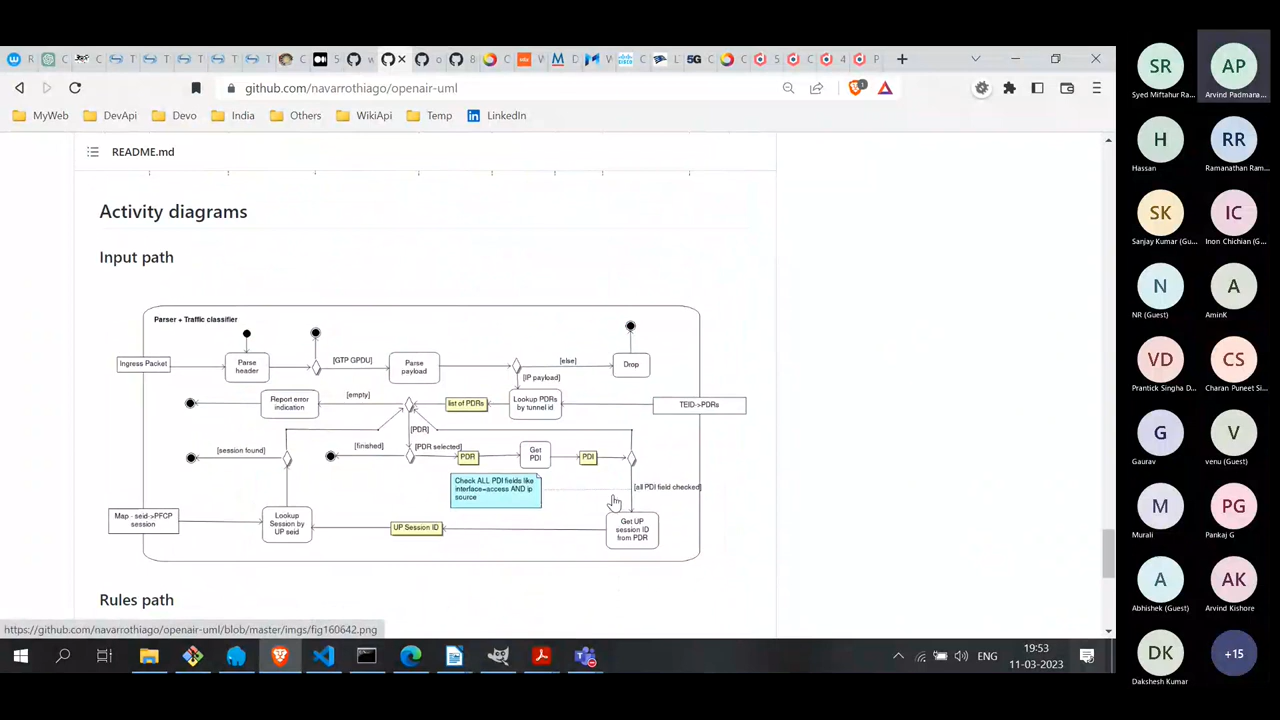 SR
AP
Syed Miftahur Ra...
Arvind Padmana...
github.com/navarrothiago/openair-uml
MyWeb
DevApi
Devo
India
Others
WikiApi
Temp
LinkedIn
H
RR
Hassan
Ramanathan Ram...
README.md
Activity diagrams
Input path
SK
IC
Sanjay Kumar (Gu...
Inon Chichian (G...
N
A
NR (Guest)
AminK
Parser + Traffic classifier
Ingress Packet
Parse
header
[GTP GPDU]
Parse
payload
[else]
Drop
[IP payload]
Report error
indication
[empty]
list of PDRs
Lookup PDRs
by tunnel id
TEID->PDRs
[PDR]
[session found]
[finished]
[PDR selected]
PDR
Get
PDI
PDI
Check ALL PDI fields like
interface=access AND ip
source
[all PDI field checked]
Map - seid->PFCP
session
Lookup
Session by
UP seid
UP Session ID
Get UP
session ID
from PDR
VD
CS
Prantick Singha D...
Charan Puneet Si...
G
V
Gaurav
venu (Guest)
M
PG
Murali
Pankaj G
A
AK
Abhishek (Guest)
Arvind Kishore
Rules path
https://github.com/navarrothiago/openair-uml/blob/master/imgs/fig160642.png
ENG
19:53
11-03-2023
DK
+15
Dakshesh Kumar